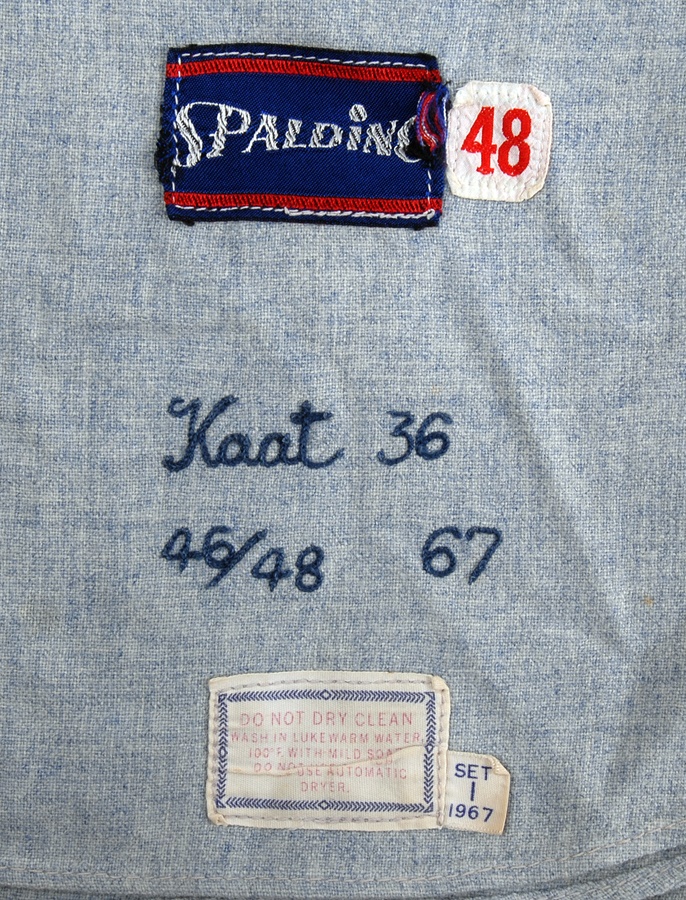 SPALDING 48
Kaat 36
46/48 67
DO NOT DRY CLEAN
WASH IN LUKEWARM WATER
100°F. WITH MILD SOAP
DO NOT USE AUTOMATIC
DRYER.
SET
1
1967